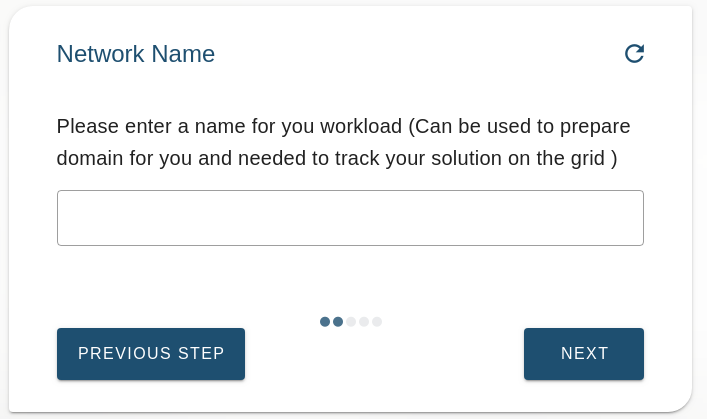 Network Name
Please enter a name for you workload (Can be used to prepare
domain for you and needed to track your solution on the grid )
PREVIOUS STEP
NEXT